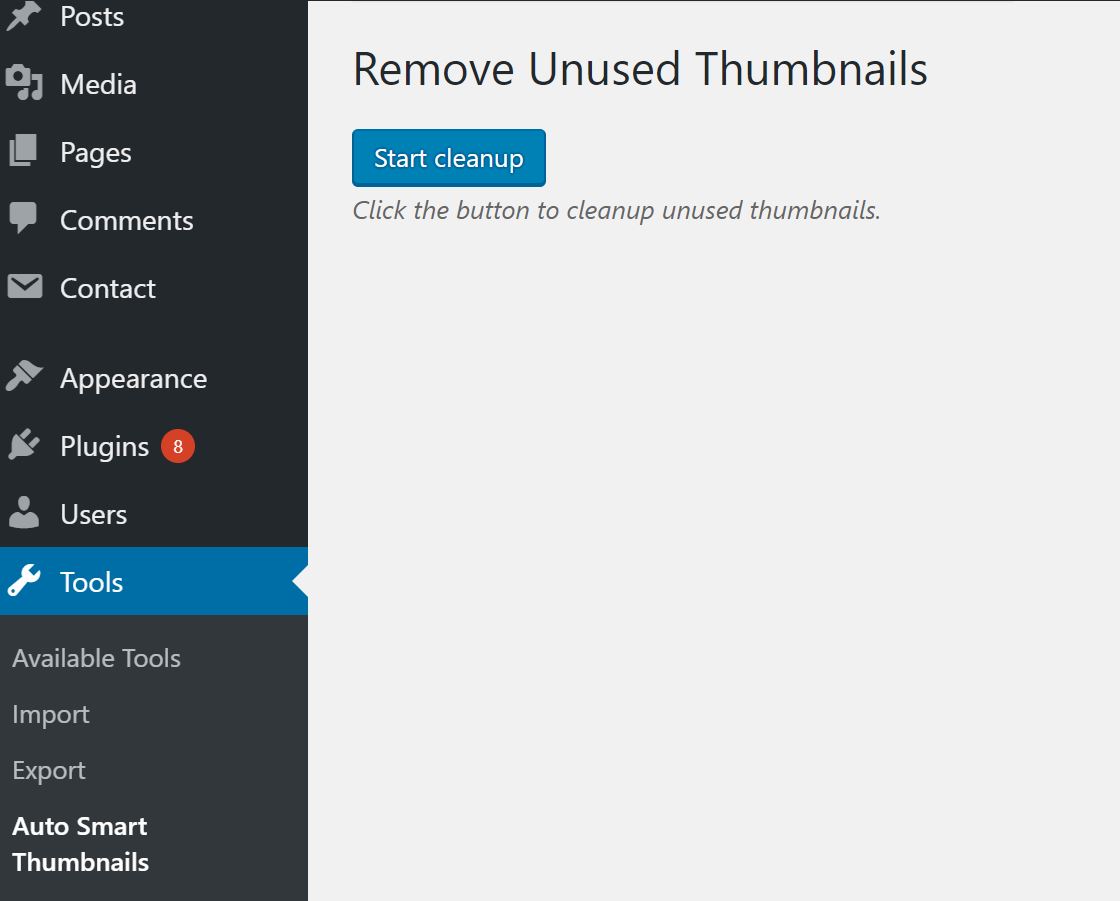 Posts
Media
Pages
Comments
Contact
Appearance
Plugins 8
Users
Tools
Available Tools
Import
Export
Auto Smart
Thumbnails
Remove Unused Thumbnails
Start cleanup
Click the button to cleanup unused thumbnails.